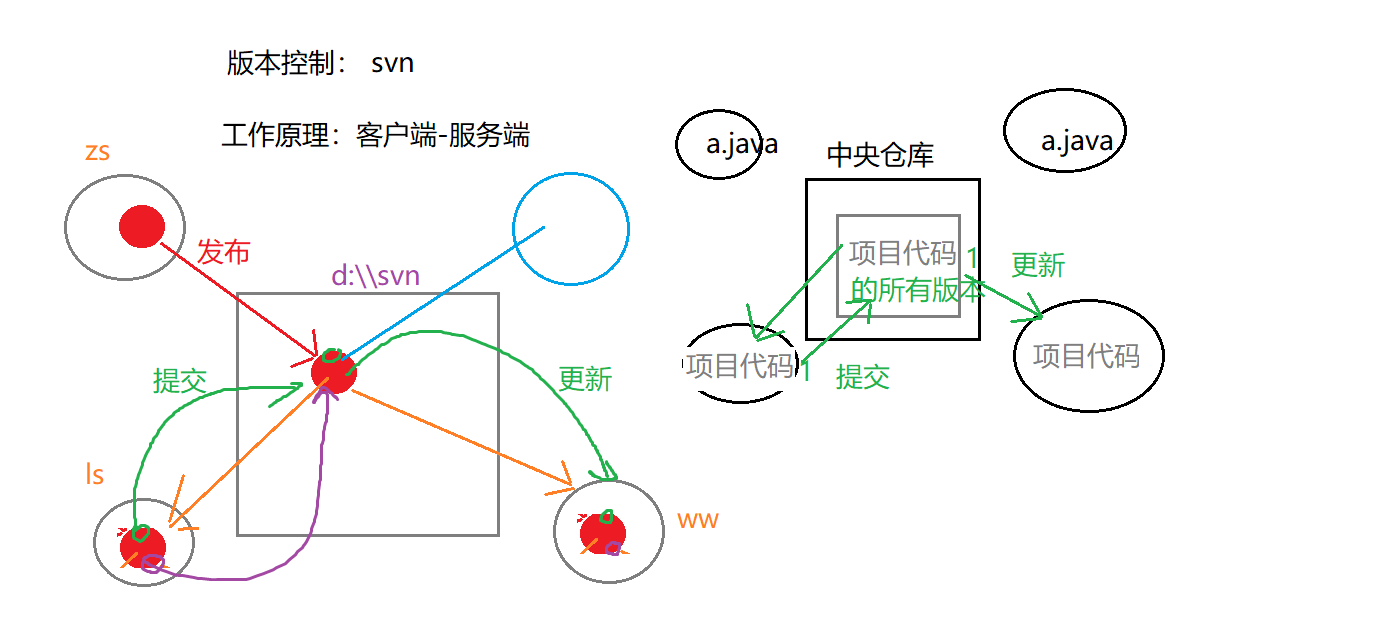 版本控制： svn
工作原理：客户端-服务端
zs
发布
d:\\svn
提交
更新
ls
ww
a.java
中央仓库
a.java
项目代码 1
的所有版本
更新
项目代码 1
提交
项目代码